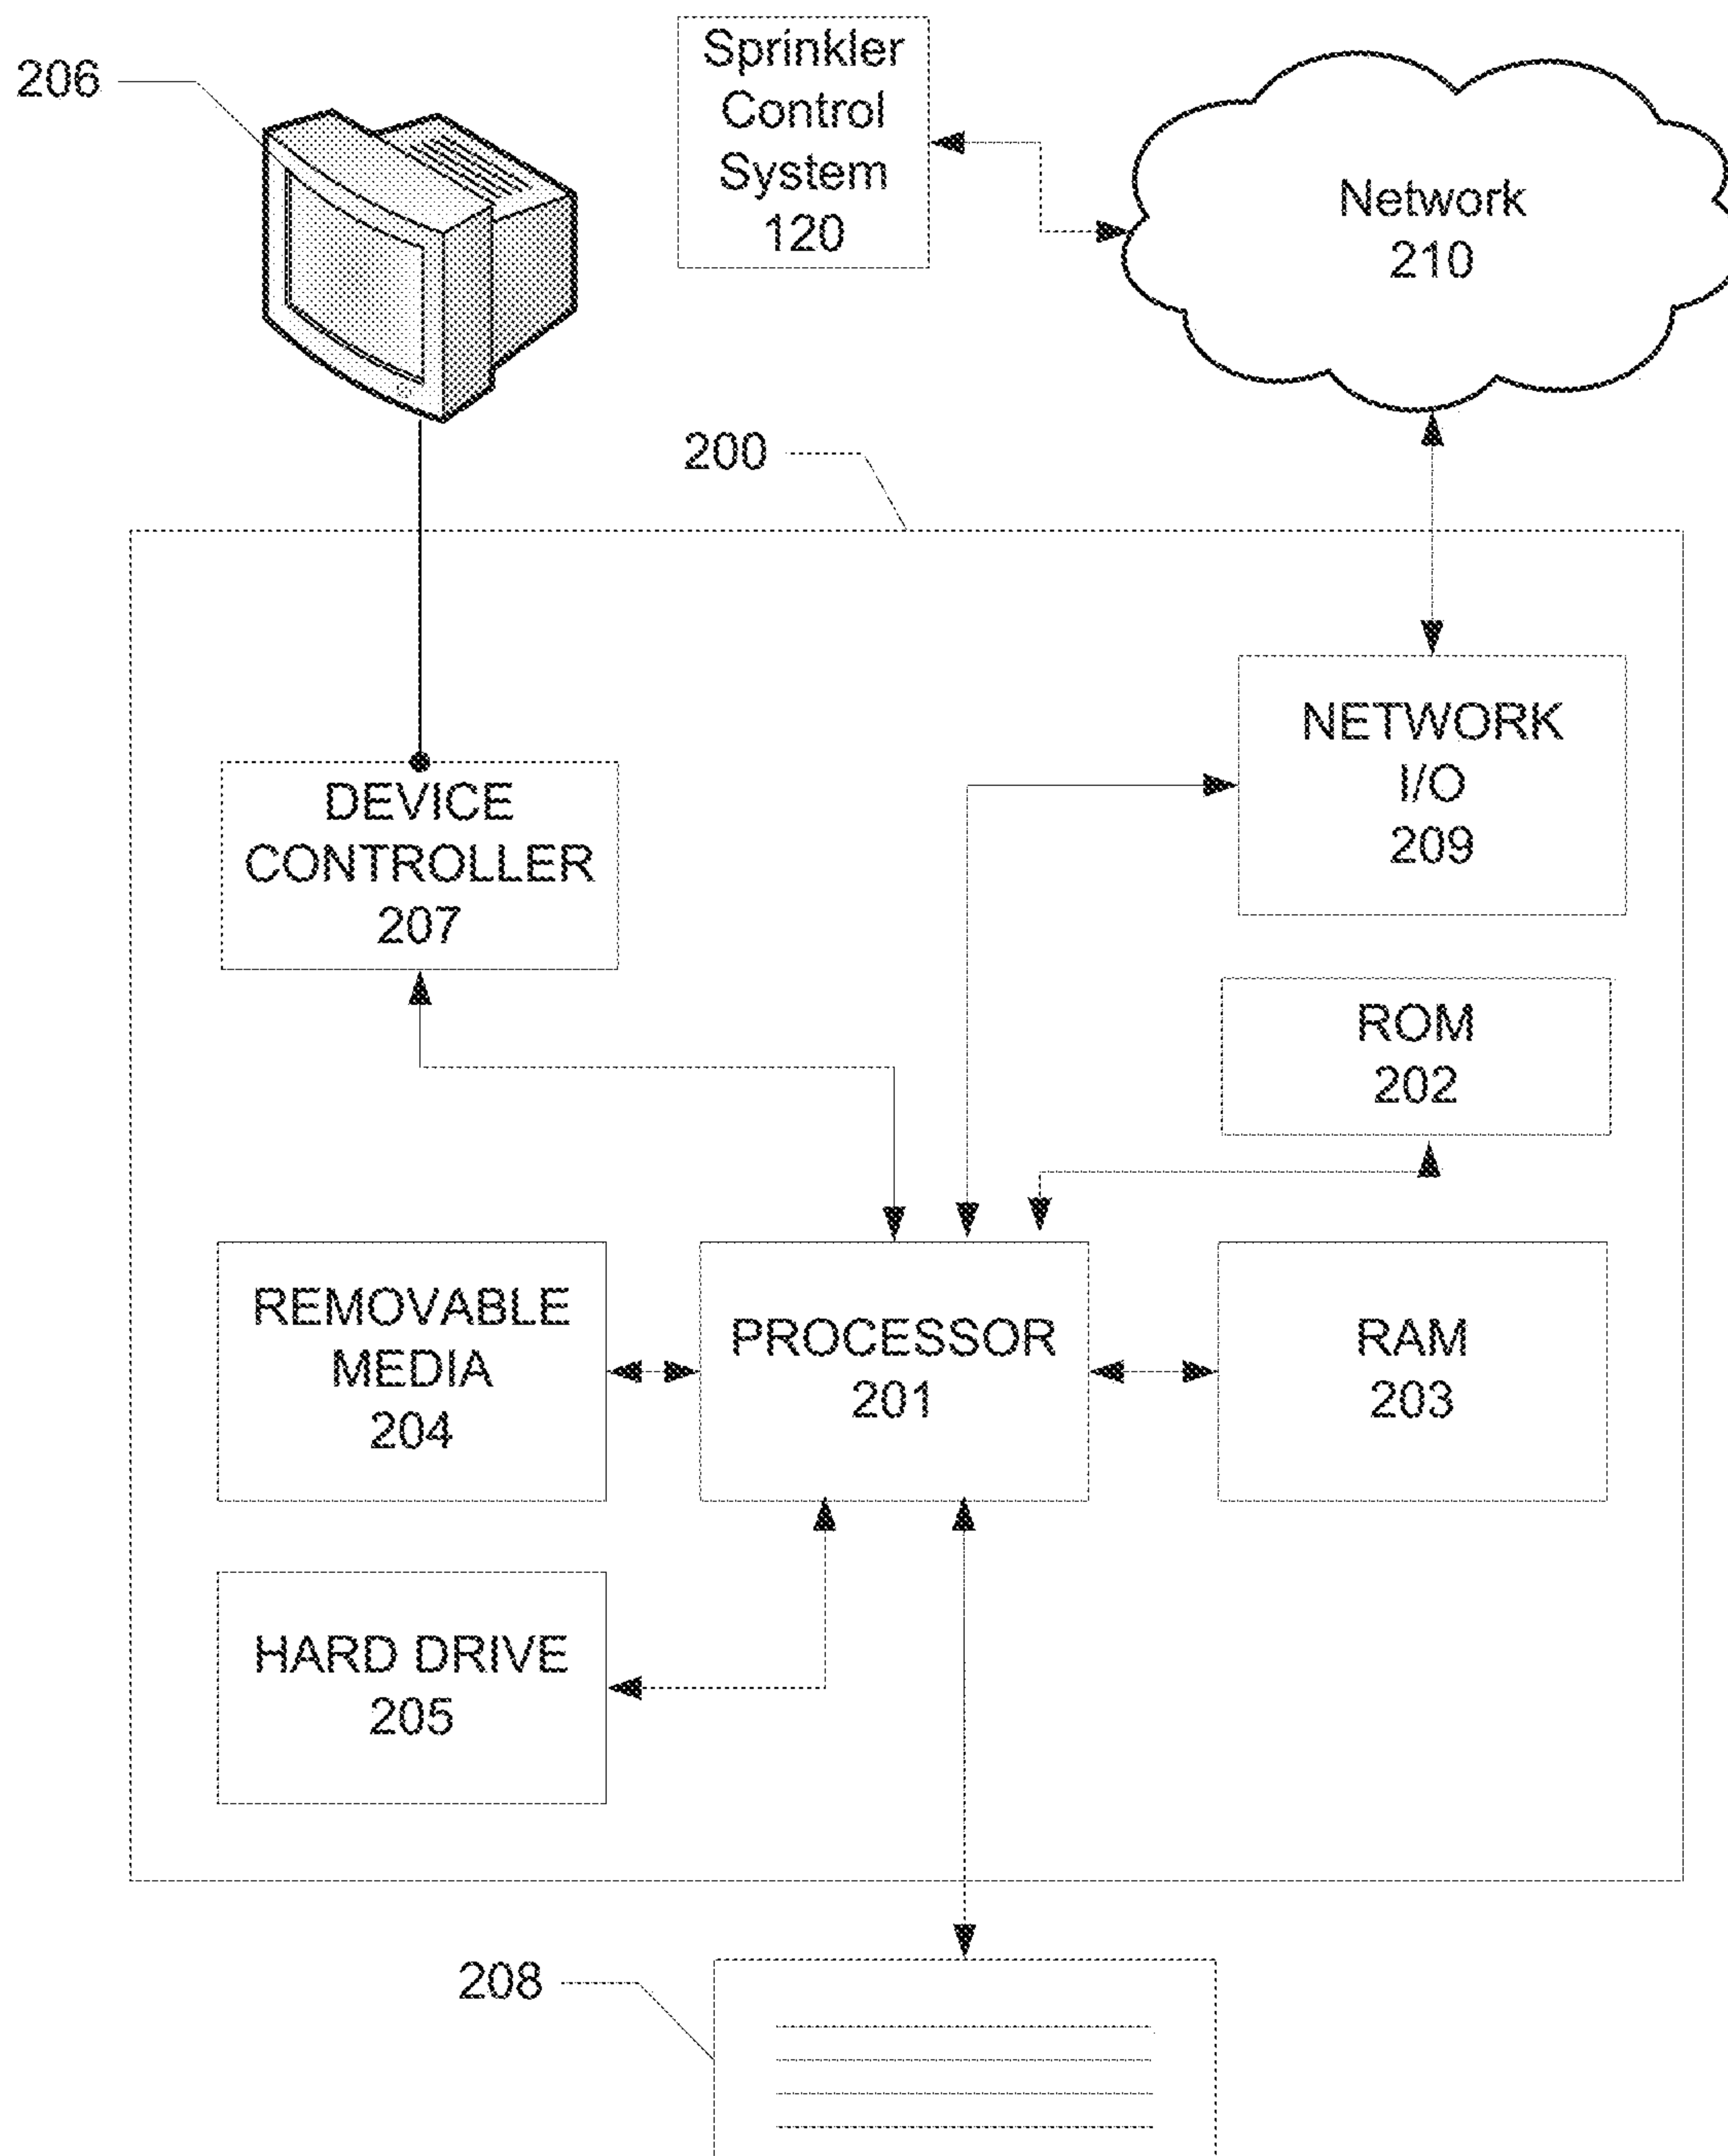 206
Sprinkler
Control
System
120
Network
210
200
NETWORK
I/O
209
DEVICE
CONTROLLER
207
ROM
202
REMOVABLE
MEDIA
204
PROCESSOR
201
RAM
203
HARD DRIVE
205
208